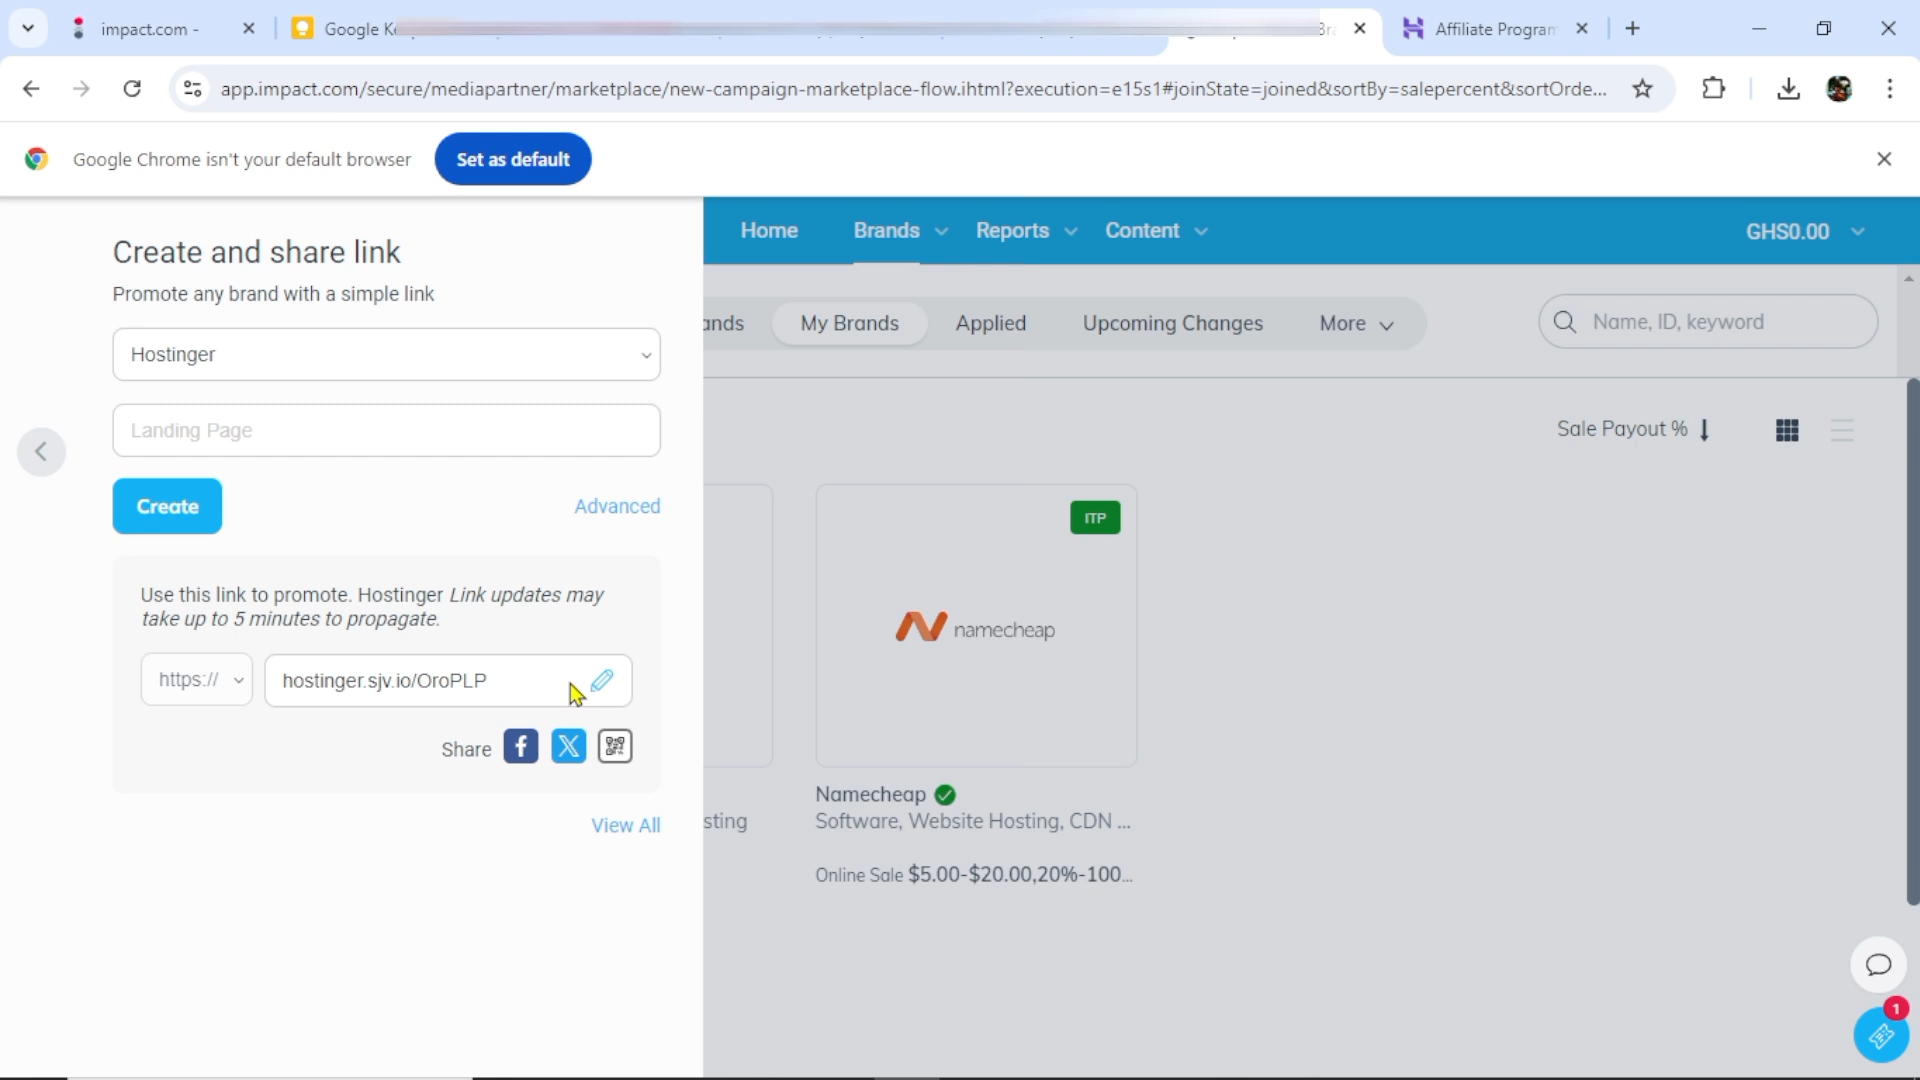 impact.com -
Google Ke
Affiliate Program
app.impact.com/secure/mediapartner/marketplace/new-campaign-marketplace-flow.ihtml?execution=e15s1#joinState=joined&sortBy=salepercent&sortOrde...
Google Chrome isn't your default browser
Set as default
Home
Brands
Reports
Content
GHS0.00
Create and share link
Promote any brand with a simple link
Hostinger
Landing Page
Create
Advanced
Use this link to promote. Hostinger Link updates may
take up to 5 minutes to propagate.
https://
hostinger.sjv.io/OroPLP
Share
View All
ands
My Brands
Applied
Upcoming Changes
More
Name, ID, keyword
Sale Payout %
ITP
namecheap
sting
Namecheap
Software, Website Hosting, CDN ...
Online Sale $5.00-$20.00,20%-100...
1